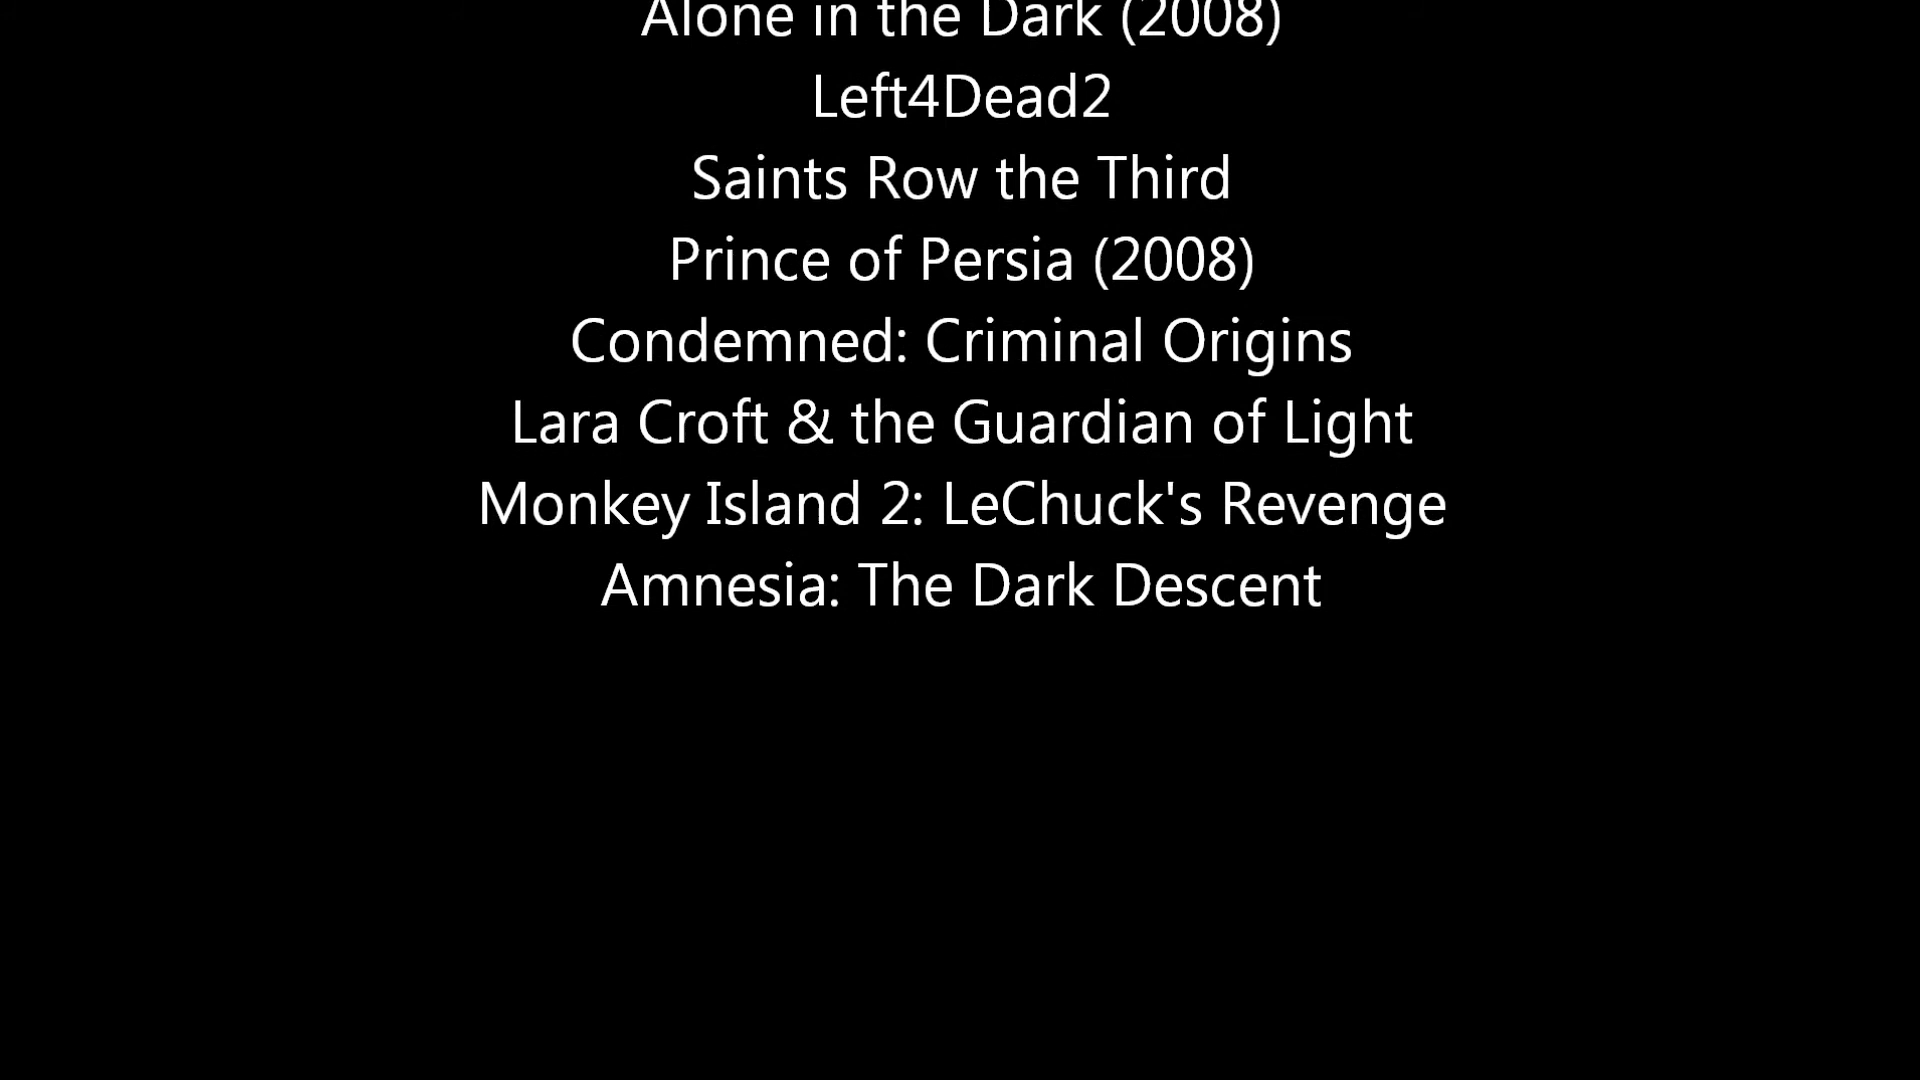 Alone in the Dark (2008)
Left4Dead2
Saints Row the Third
Prince of Persia (2008)
Condemned: Criminal Origins
Lara Croft & the Guardian of Light
Monkey Island 2: LeChuck's Revenge
Amnesia: The Dark Descent